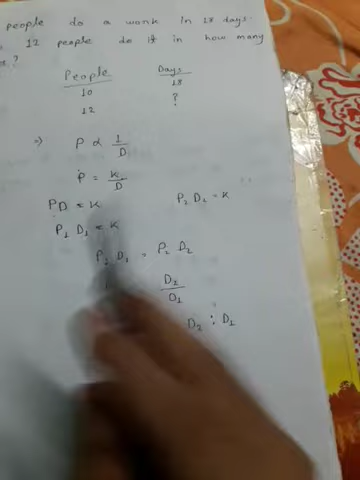 people do a work in 18 days
12 people do it in how many
?
People Days
10 18
12 ?
=> P ∝ 1/D
P = K/D
PD = K P₂ D₂ = K
P₁ D₁ = K
P₁ D₁ = P₂ D₂
D₂/D₁
D₂ : D₁